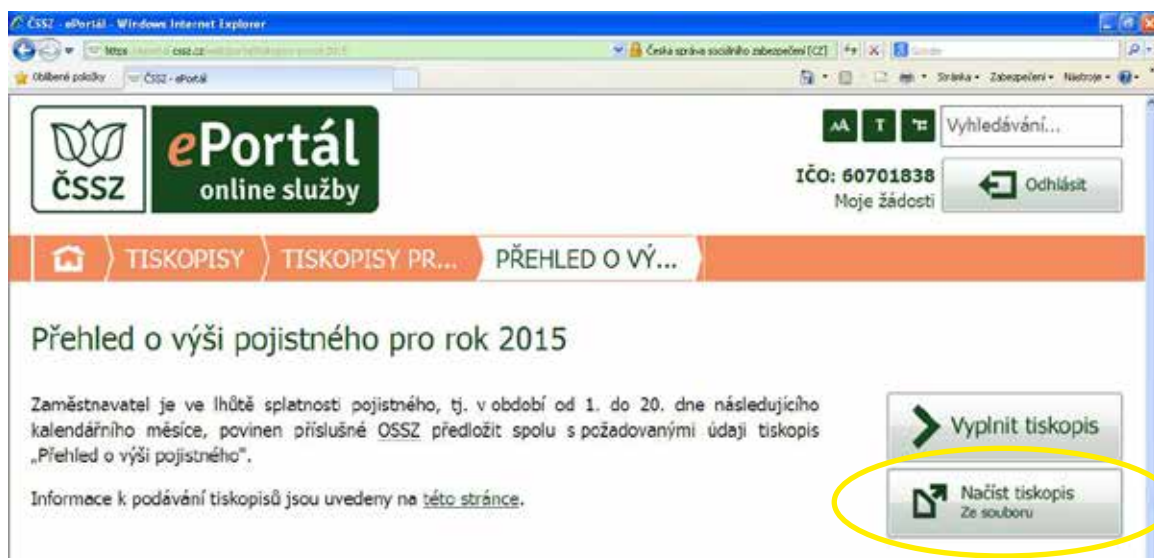 ČSSZ - ePortál - Windows Internet Explorer
https
cssz.cz
Česká správa sociálního zabezpečení [CZ]
Google
Oblíbené položky
ČSSZ - ePortál
Stránka
Zabezpečení
Nástroje
ČSSZ
ePortál
online služby
AA T
Vyhledávání...
IČO: 60701838
Moje žádosti
Odhlásit
TISKOPISY
TISKOPISY PR...
PŘEHLED O VÝ...
Přehled o výši pojistného pro rok 2015
Zaměstnavatel je ve lhůtě splatnosti pojistného, tj. v období od 1. do 20. dne následujícího
kalendářního měsíce, povinen příslušné OSSZ předložit spolu s požadovanými údaji tiskopis
„Přehled o výši pojistného".
Informace k podávání tiskopisů jsou uvedeny na této stránce.
Vyplnit tiskopis
Načíst tiskopis
Ze souboru